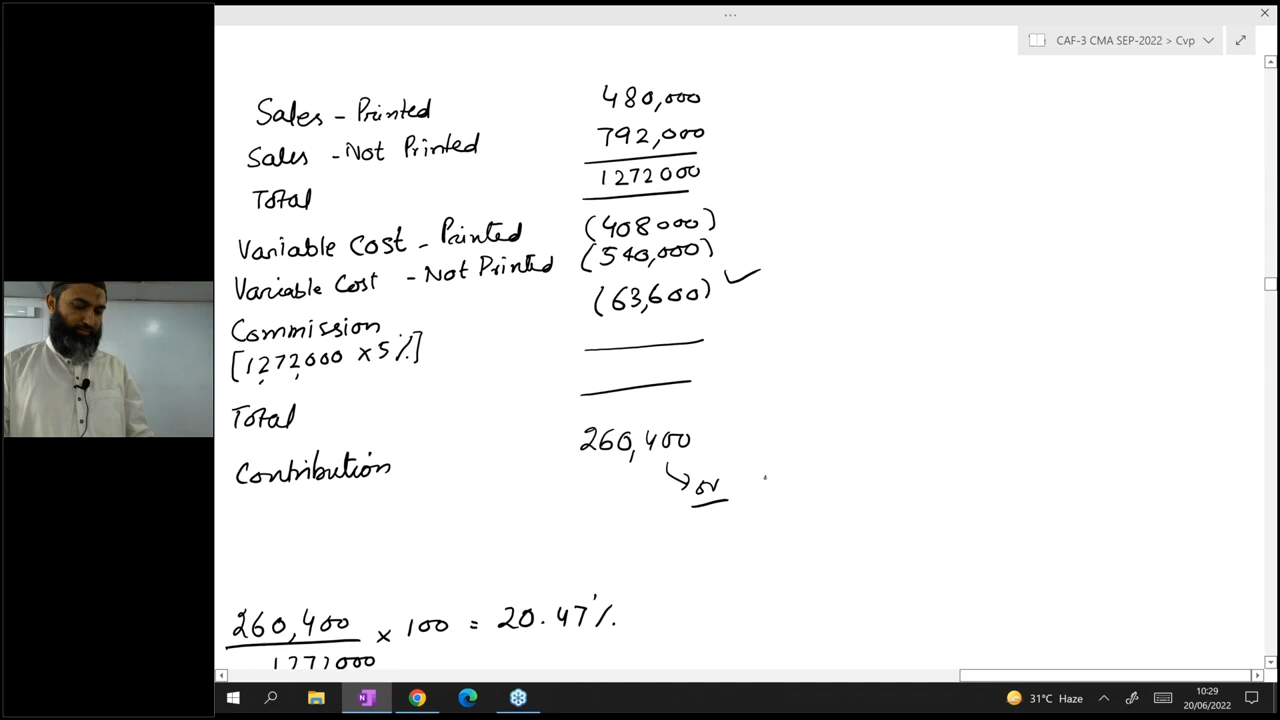 CAF-3 CMA SEP-2022 > Cvp
Sales - Printed 480,000
Sales - Not Printed 792,000
Total 1272000
Variable Cost - Printed (408000)
Variable Cost - Not Printed (540,000)
Commission (63,600)
[1272000 x 5%]
Total
Contribution 260,400
or
260,400
x 100 = 20.47%
1272000
31°C Haze
10:29
20/06/2022